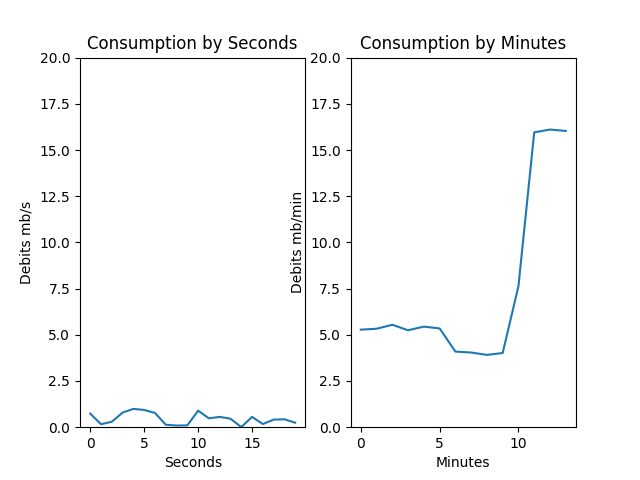 Consumption by Seconds
20.0
17.5
15.0
12.5
10.0
7.5
5.0
2.5
0.0
Debits mb/s
0 5 10 15
Seconds
Consumption by Minutes
20.0
17.5
15.0
12.5
10.0
7.5
5.0
2.5
0.0
Debits mb/min
0 5 10
Minutes